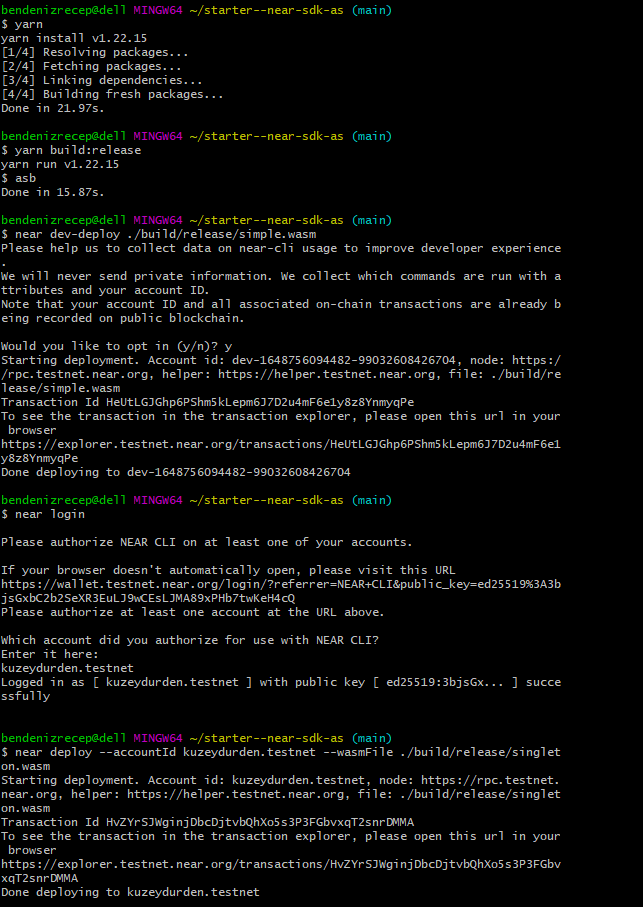 bendenizrecep@dell MINGW64 ~/starter--near-sdk-as (main)
$ yarn
yarn install v1.22.15
[1/4] Resolving packages...
[2/4] Fetching packages...
[3/4] Linking dependencies...
[4/4] Building fresh packages...
Done in 21.97s.
bendenizrecep@dell MINGW64 ~/starter--near-sdk-as (main)
$ yarn build:release
yarn run v1.22.15
$ asb
Done in 15.87s.
bendenizrecep@dell MINGW64 ~/starter--near-sdk-as (main)
$ near dev-deploy ./build/release/simple.wasm
Please help us to collect data on near-cli usage to improve developer experience
.
We will never send private information. We collect which commands are run with a
ttributes and your account ID.
Note that your account ID and all associated on-chain transactions are already b
eing recorded on public blockchain.
Would you like to opt in (y/n)? y
Starting deployment. Account id: dev-1648756094482-99032608426704, node: https:/
/rpc.testnet.near.org, helper: https://helper.testnet.near.org, file: ./build/re
lease/simple.wasm
Transaction Id HeUtLGJGhp6PShm5kLepm6J7D2u4mF6e1y8z8YnmyqPe
To see the transaction in the transaction explorer, please open this url in your
 browser
https://explorer.testnet.near.org/transactions/HeUtLGJGhp6PShm5kLepm6J7D2u4mF6e1
y8z8YnmyqPe
Done deploying to dev-1648756094482-99032608426704
bendenizrecep@dell MINGW64 ~/starter--near-sdk-as (main)
$ near login
Please authorize NEAR CLI on at least one of your accounts.
If your browser doesn't automatically open, please visit this URL
https://wallet.testnet.near.org/login/?referrer=NEAR+CLI&public_key=ed25519%3A3b
jsGxbC2b2SeXR3EuLJ9wCEsLJMA89xPHb7twKeH4cQ
Please authorize at least one account at the URL above.
Which account did you authorize for use with NEAR CLI?
Enter it here:
kuzeydurden.testnet
Logged in as [ kuzeydurden.testnet ] with public key [ ed25519:3bjsGx... ] succe
ssfully
bendenizrecep@dell MINGW64 ~/starter--near-sdk-as (main)
$ near deploy --accountId kuzeydurden.testnet --wasmFile ./build/release/singlet
on.wasm
Starting deployment. Account id: kuzeydurden.testnet, node: https://rpc.testnet.
near.org, helper: https://helper.testnet.near.org, file: ./build/release/singlet
on.wasm
Transaction Id HvZYrSJWginjDbcDjtvbQhXo5s3P3FGbvxqT2snrDMMA
To see the transaction in the transaction explorer, please open this url in your
 browser
https://explorer.testnet.near.org/transactions/HvZYrSJWginjDbcDjtvbQhXo5s3P3FGbv
xqT2snrDMMA
Done deploying to kuzeydurden.testnet